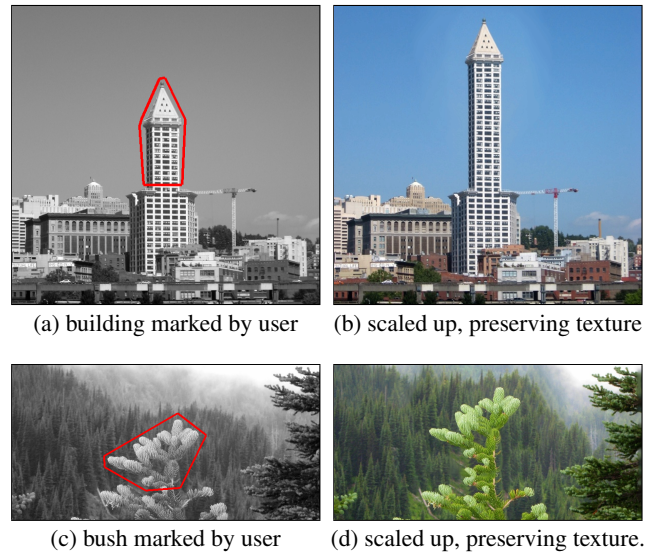 (a) building marked by user
(b) scaled up, preserving texture
(c) bush marked by user
(d) scaled up, preserving texture.